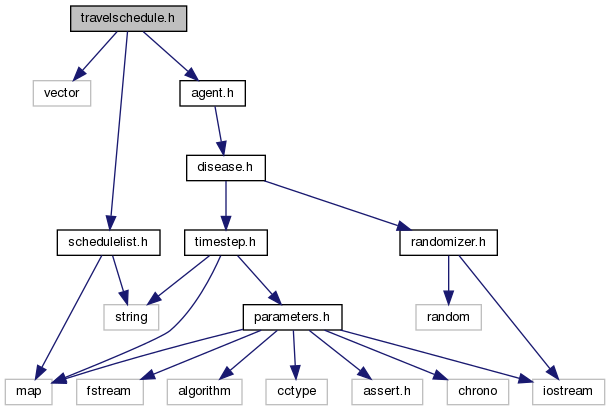 travelschedule.h
vector
agent.h
disease.h
schedulelist.h
timestep.h
randomizer.h
string
parameters.h
random
map
fstream
algorithm
cctype
assert.h
chrono
iostream